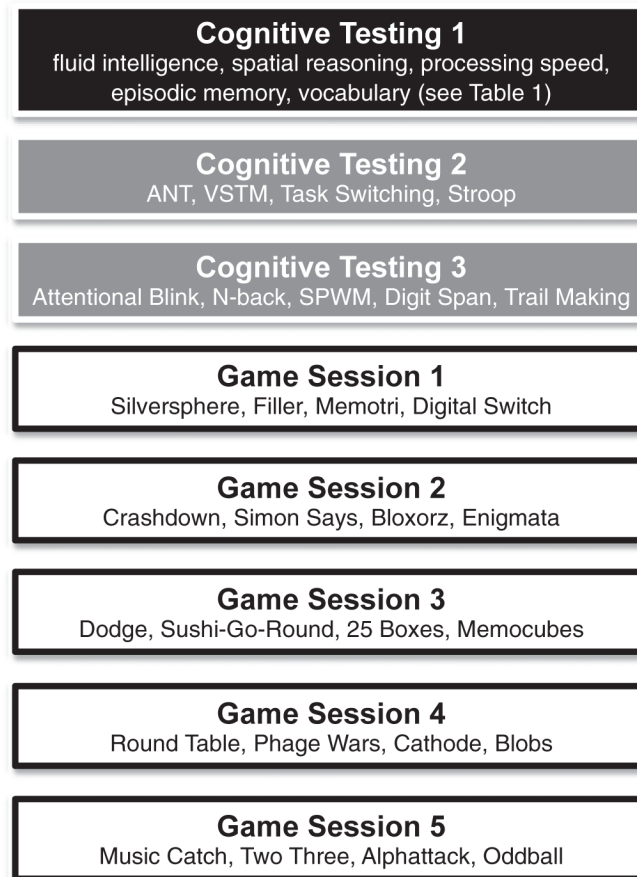 Cognitive Testing 1
fluid intelligence, spatial reasoning, processing speed,
episodic memory, vocabulary (see Table 1)
Cognitive Testing 2
ANT, VSTM, Task Switching, Stroop
Cognitive Testing 3
Attentional Blink, N-back, SPWM, Digit Span, Trail Making
Game Session 1
Silversphere, Filler, Memotri, Digital Switch
Game Session 2
Crashdown, Simon Says, Bloxorz, Enigmata
Game Session 3
Dodge, Sushi-Go-Round, 25 Boxes, Memocubes
Game Session 4
Round Table, Phage Wars, Cathode, Blobs
Game Session 5
Music Catch, Two Three, Alphattack, Oddball